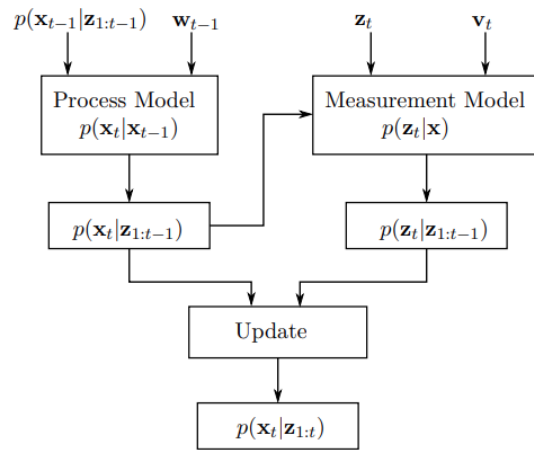 p(x_{t−1}|z_{1:t−1}) w_{t−1} z_t v_t
Process Model
p(x_t|x_{t−1})
Measurement Model
p(z_t|x)
p(x_t|z_{1:t−1})
p(z_t|z_{1:t−1})
Update
p(x_t|z_{1:t})